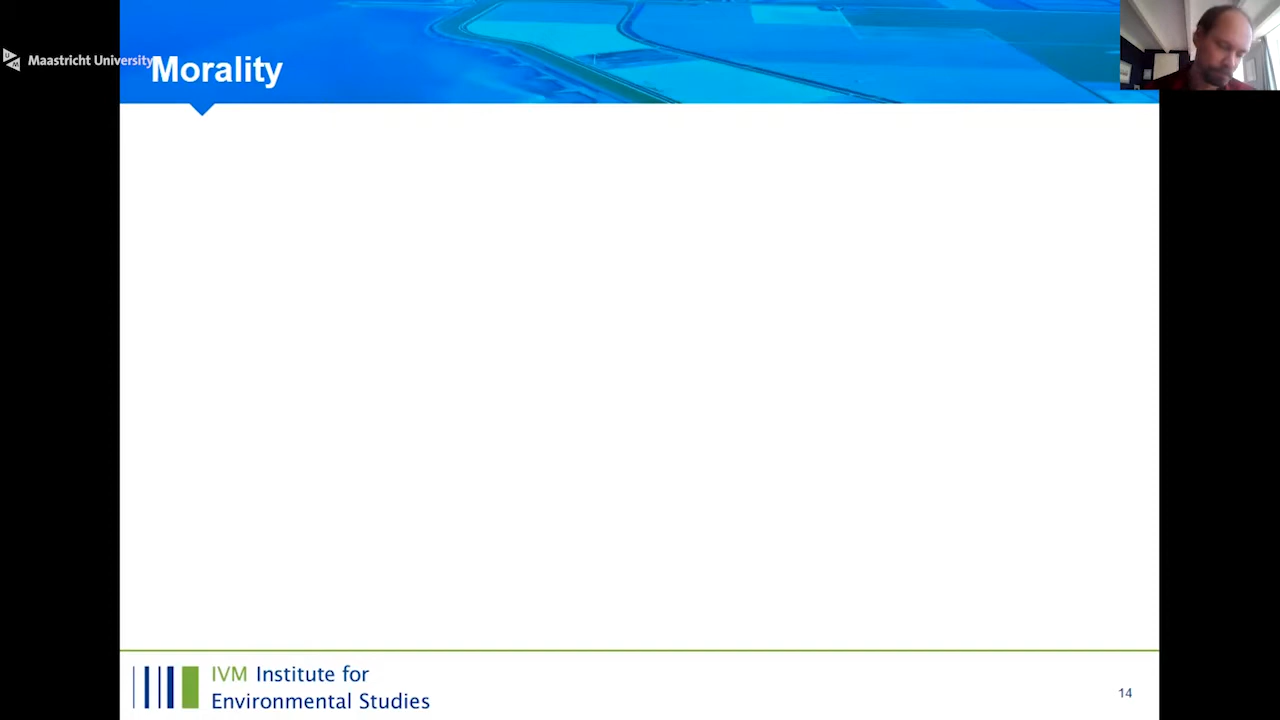 Maastricht University
Morality
IVM Institute for
Environmental Studies
14